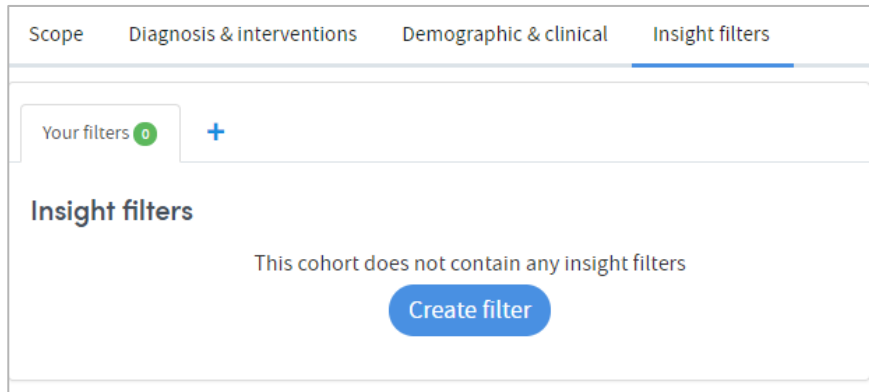 Scope Diagnosis & interventions Demographic & clinical Insight filters
Your filters 0 +
Insight filters
This cohort does not contain any insight filters
Create filter